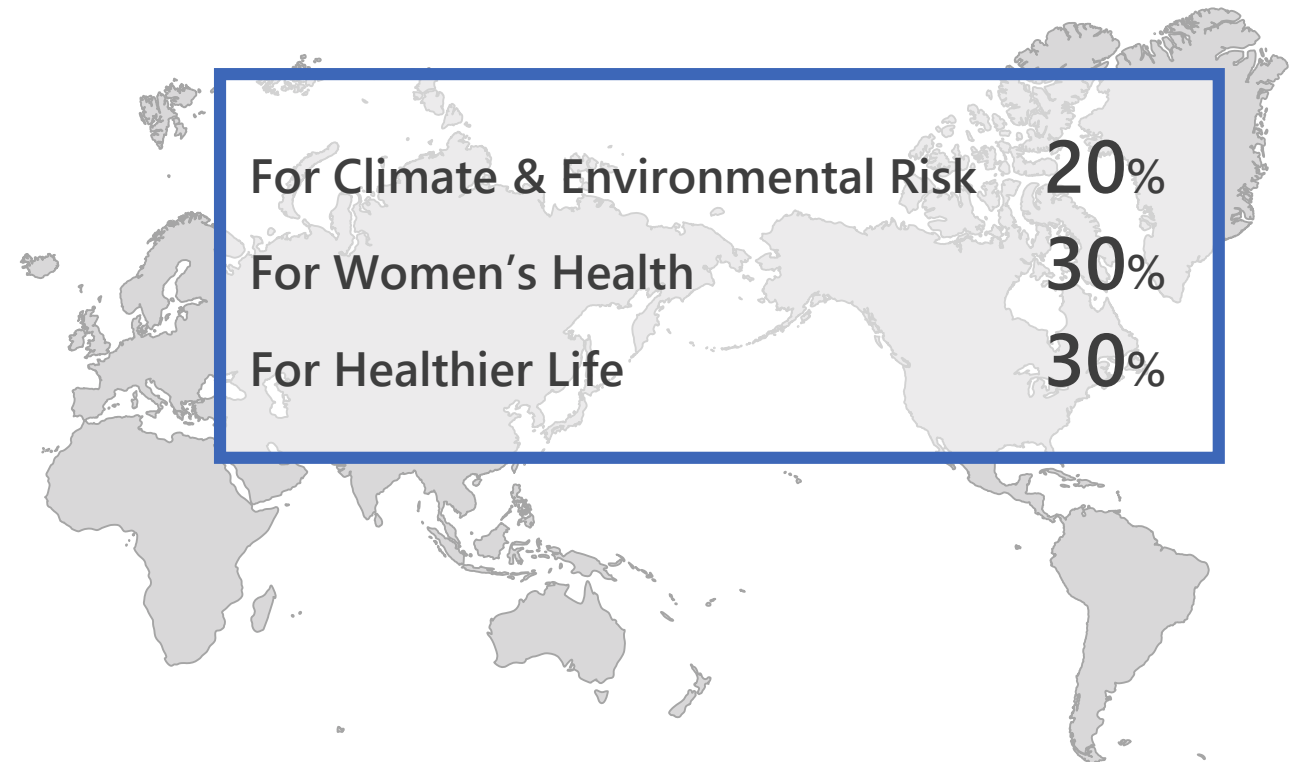 For Climate & Environmental Risk 20%
For Women’s Health 30%
For Healthier Life 30%